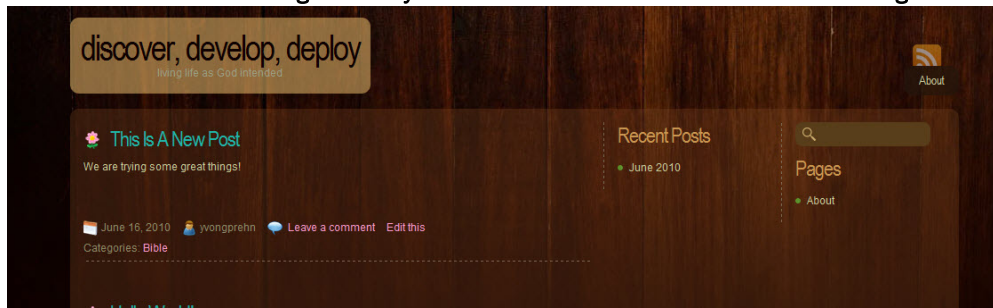 discover, develop, deploy
living life as God intended
About
This Is A New Post
We are trying some great things!
June 16, 2010 yvongprehn Leave a comment Edit this
Categories: Bible
Recent Posts
June 2010
Pages
About